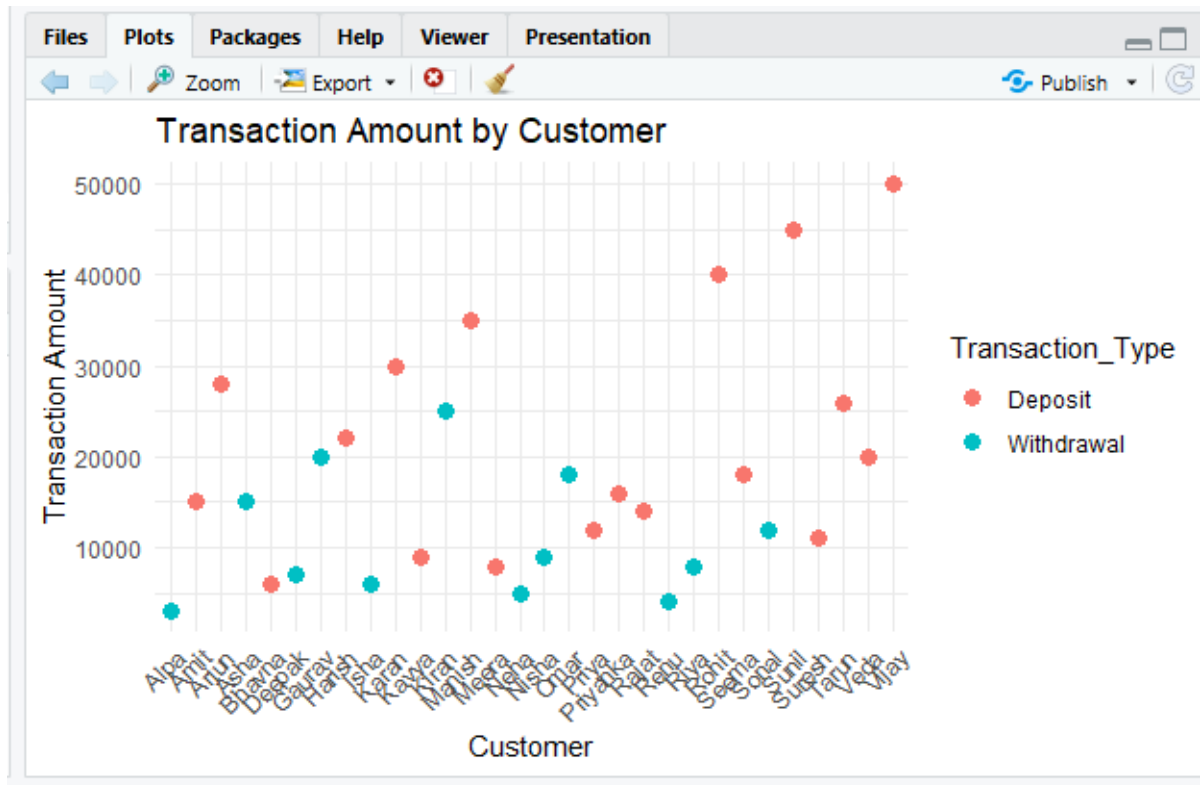 Files Plots Packages Help Viewer Presentation
Zoom Export Publish
Transaction Amount by Customer
50000
40000
30000
20000
10000
Transaction Amount
Alpa Amit Arjun Asha Bhavna Deepak Gaurav Harish Isha Karan Kavya Kiran Manish Meera Neha Nisha Omar Priya Priyanka Rajat Renu Riya Rohit Seema Sonal Sunil Suresh Tarun Veda Vijay
Customer
Transaction_Type
Deposit
Withdrawal